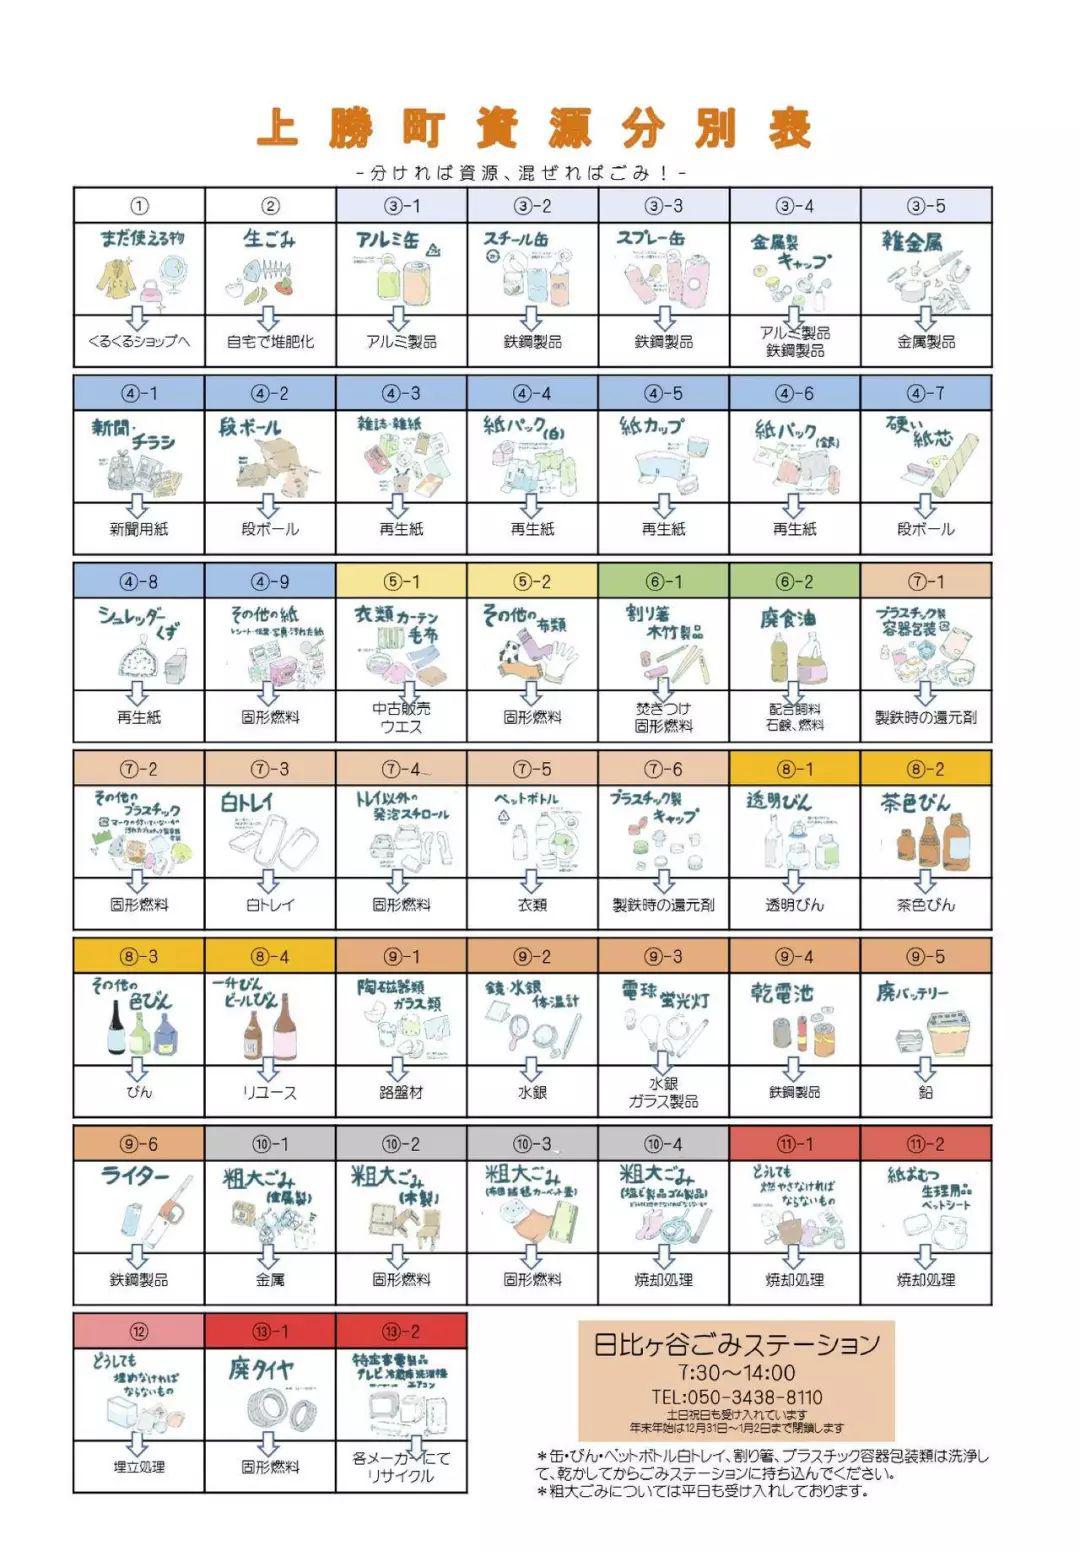 上勝町資源分別表
-分ければ資源、混ぜればごみ!-
① ② ③-1 ③-2 ③-3 ③-4 ③-5
まだ使える物
生ごみ
アルミ缶
スチール缶
スプレー缶
金属製
キャップ
雑金属
くるくるショップへ
自宅で堆肥化
アルミ製品
鉄鋼製品
鉄鋼製品
アルミ製品
鉄鋼製品
金属製品
④-1 ④-2 ④-3 ④-4 ④-5 ④-6 ④-7
新聞・
チラシ
段ボール
雑誌・雑紙
紙パック(白)
紙カップ
紙パック(銀)
硬い
紙芯
新聞用紙
段ボール
再生紙
再生紙
再生紙
再生紙
段ボール
④-8 ④-9 ⑤-1 ⑤-2 ⑥-1 ⑥-2 ⑦-1
シュレッダー
くず
その他の紙
衣類カーテン
毛布
その他の
布類
割り箸
木竹製品
廃食油
プラスチック製
容器包装
再生紙
固形燃料
中古販売
ウエス
固形燃料
焚きつけ
固形燃料
配合飼料
石鹸、燃料
製鉄時の還元剤
⑦-2 ⑦-3 ⑦-4 ⑦-5 ⑦-6 ⑧-1 ⑧-2
その他の
プラスチック
白トレイ
トレイ以外の
発泡スチロール
ペットボトル
プラスチック製
キャップ
透明びん
茶色びん
固形燃料
白トレイ
固形燃料
衣類
製鉄時の還元剤
透明びん
茶色びん
⑧-3 ⑧-4 ⑨-1 ⑨-2 ⑨-3 ⑨-4 ⑨-5
その他の
色びん
一升びん
ビールびん
陶磁器類
ガラス類
鏡・水銀
体温計
電球
蛍光灯
乾電池
廃バッテリー
びん
リユース
路盤材
水銀
水銀
ガラス製品
鉄鋼製品
鉛
⑨-6 ⑩-1 ⑩-2 ⑩-3 ⑩-4 ⑪-1 ⑪-2
ライター
粗大ごみ
(金属製)
粗大ごみ
(木製)
粗大ごみ
粗大ごみ
(塩ビ製品ゴム製品)
どうしても
燃やさなければ
ならないもの
紙おむつ
生理用品
ペットシート
鉄鋼製品
金属
固形燃料
固形燃料
焼却処理
焼却処理
焼却処理
⑫ ⑬-1 ⑬-2
どうしても
埋めなければ
ならないもの
廃タイヤ
特定家電製品
テレビ冷蔵庫洗濯機
エアコン
埋立処理
固形燃料
各メーカーにて
リサイクル
日比ヶ谷ごみステーション
7:30~14:00
TEL:050-3438-8110
土日祝日も受け入れています
年末年始は12月31日~1月2日まで閉鎖します
*缶・びん・ペットボトル白トレイ、割り箸、プラスチック容器包装類は洗浄し
て、乾かしてからごみステーションに持ち込んでください。
*粗大ごみについては平日も受け入れしております。